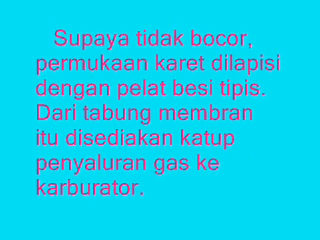 Supaya tidak bocor,
permukaan karet dilapisi
dengan pelat besi tipis.
Dari tabung membran
itu disediakan katup
penyaluran gas ke
karburator.